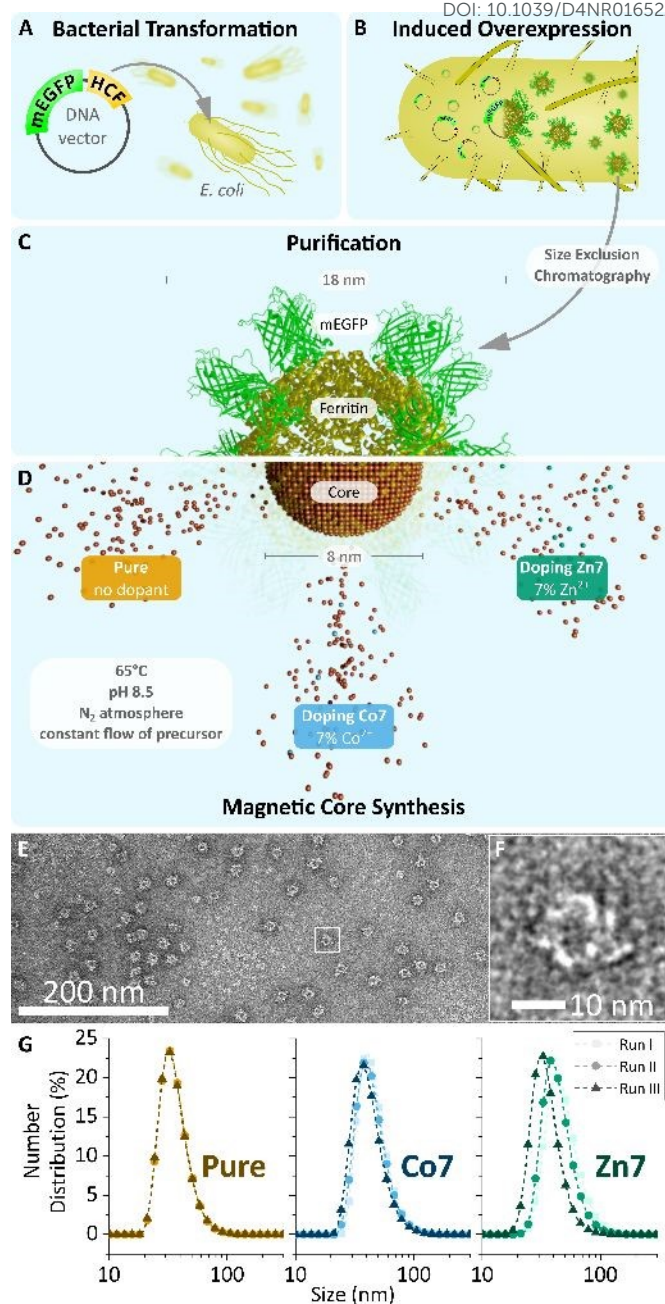 DOI: 10.1039/D4NR01652
A Bacterial Transformation
mEGFP HCF
DNA
vector
E. coli
B Induced Overexpression
C Purification
Size Exclusion
Chromatography
18 nm
mEGFP
Ferritin
D
Core
8 nm
Pure
no dopant
Doping Zn7
7% Zn²⁺
65°C
pH 8.5
N₂ atmosphere
constant flow of precursor
Doping Co7
7% Co²⁺
Magnetic Core Synthesis
E
200 nm
F
10 nm
G
Number
Distribution (%)
25
20
15
10
5
0
Pure
Co7
Zn7
Run I
Run II
Run III
10 100 10 100 10 100
Size (nm)